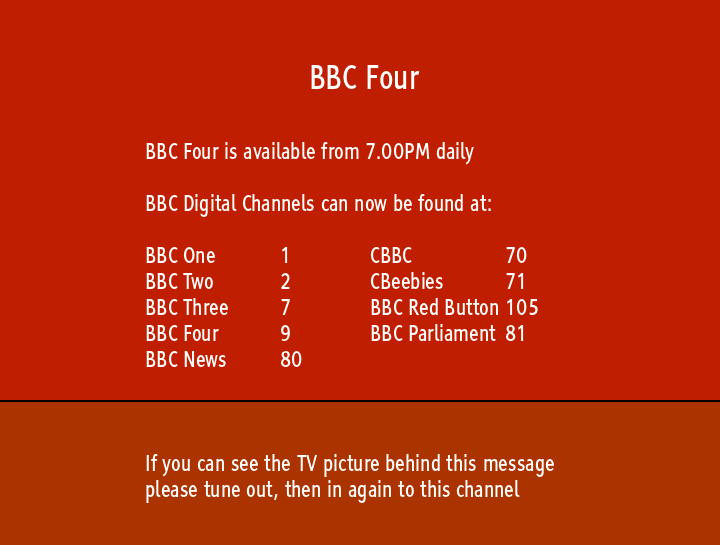 BBC Four
BBC Four is available from 7.00PM daily
BBC Digital Channels can now be found at:
BBC One 1 CBBC 70
BBC Two 2 CBeebies 71
BBC Three 7 BBC Red Button 105
BBC Four 9 BBC Parliament 81
BBC News 80
If you can see the TV picture behind this message
please tune out, then in again to this channel